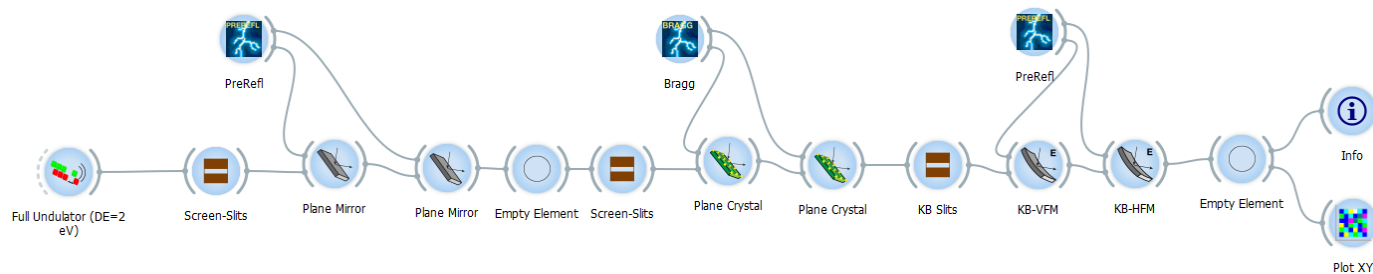 PREREFL
PreRefl
BRAGG
Bragg
PREREFL
PreRefl
Full Undulator (DE=2
eV)
Screen-Slits
Plane Mirror
Plane Mirror
Empty Element
Screen-Slits
Plane Crystal
Plane Crystal
KB Slits
E
KB-VFM
E
KB-HFM
Empty Element
i
Info
Plot XY